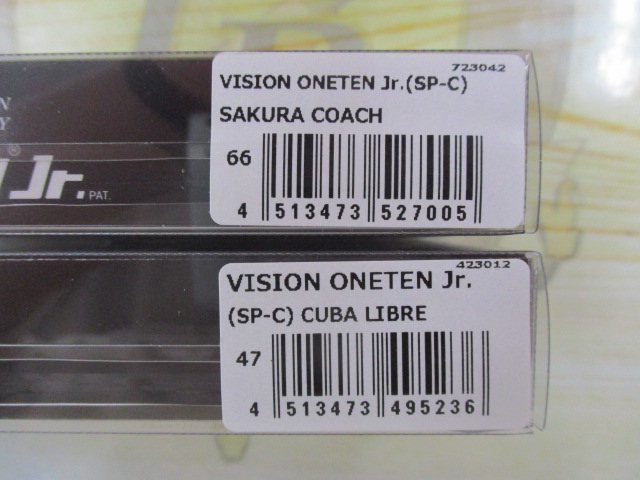 723042
VISION ONETEN Jr.(SP-C)
SAKURA COACH
66
4 513473 527005
N
Y
Jr.® PAT.
423012
VISION ONETEN Jr.
(SP-C) CUBA LIBRE
47
4 513473 495236